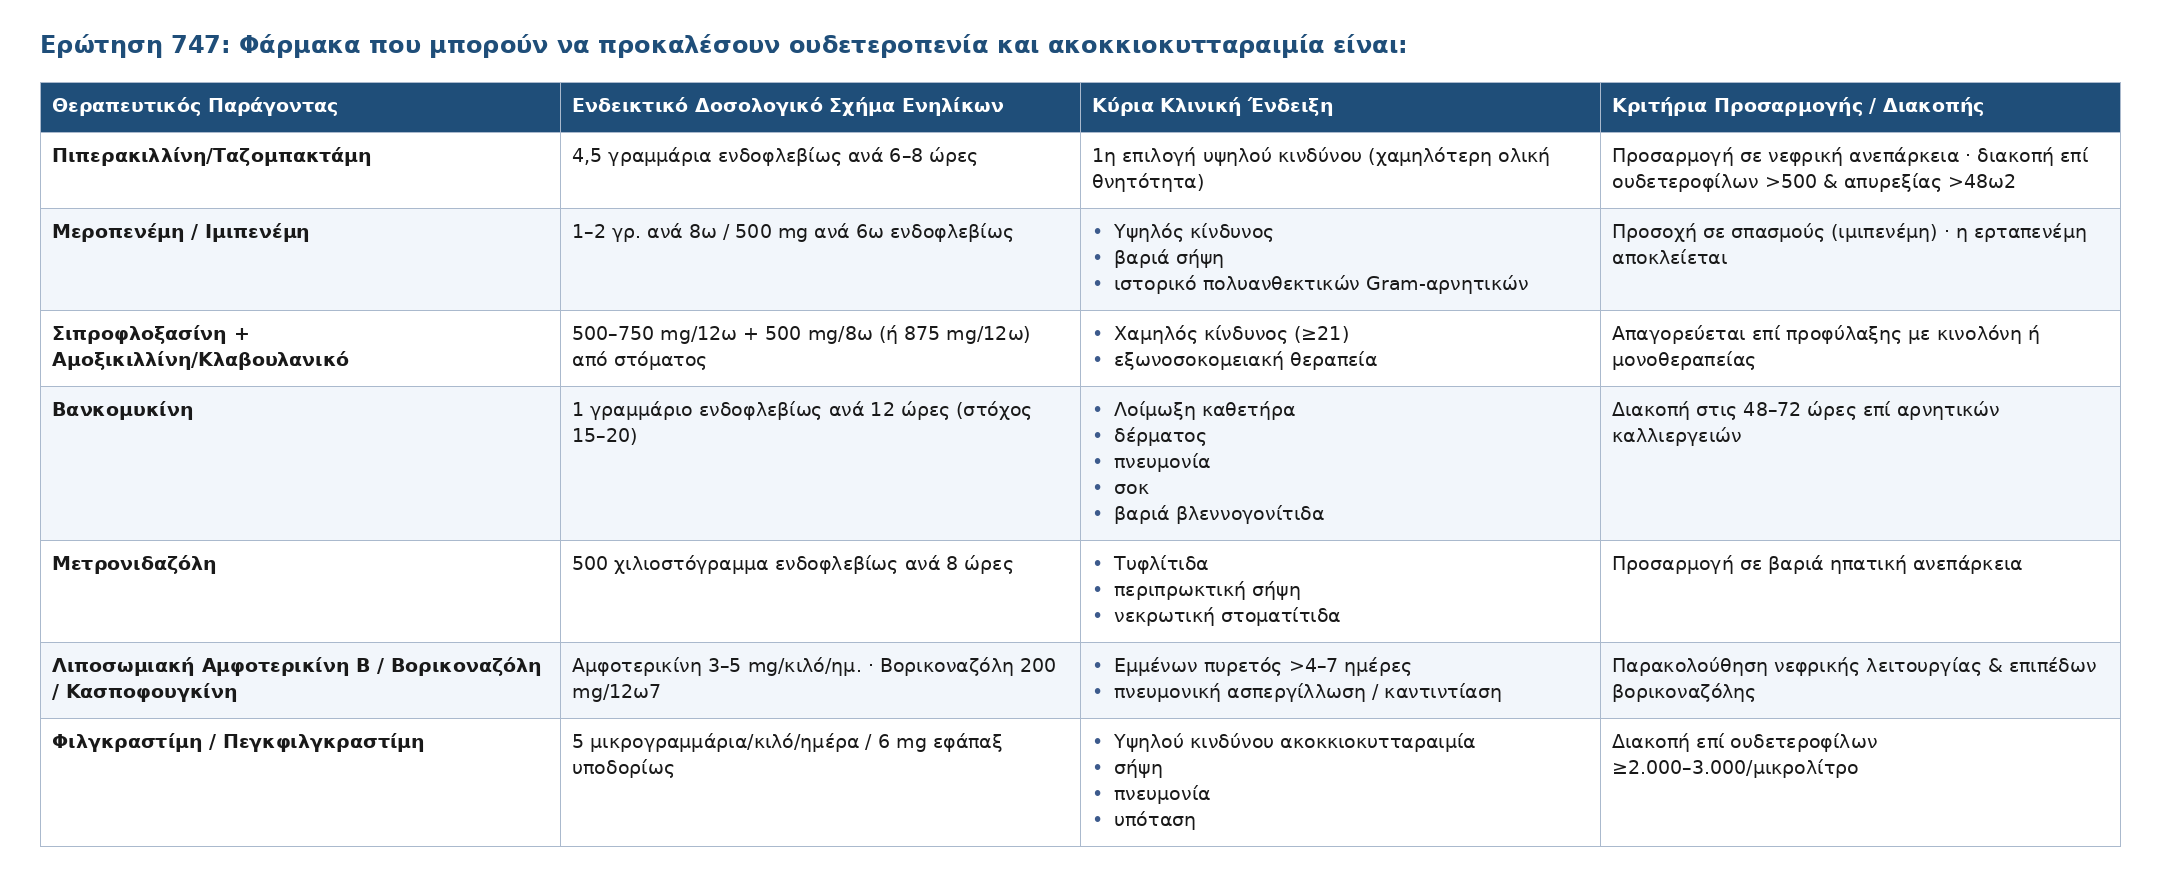 Ερώτηση 747: Φάρμακα που μπορούν να προκαλέσουν ουδετεροπενία και ακοκκιοκυτταραιμία είναι:
Θεραπευτικός Παράγοντας
Ενδεικτικό Δοσολογικό Σχήμα Ενηλίκων
Κύρια Κλινική Ένδειξη
Κριτήρια Προσαρμογής / Διακοπής
Πιπερακιλλίνη/Ταζομπακτάμη
4,5 γραμμάρια ενδοφλεβίως ανά 6–8 ώρες
1η επιλογή υψηλού κινδύνου (χαμηλότερη ολική
θνητότητα)
Προσαρμογή σε νεφρική ανεπάρκεια · διακοπή επί
ουδετεροφίλων >500 & απυρεξίας >48ω2
Μεροπενέμη / Ιμιπενέμη
1–2 γρ. ανά 8ω / 500 mg ανά 6ω ενδοφλεβίως
• Υψηλός κίνδυνος
• βαριά σήψη
• ιστορικό πολυανθεκτικών Gram-αρνητικών
Προσοχή σε σπασμούς (ιμιπενέμη) · η ερταπενέμη
αποκλείεται
Σιπροφλοξασίνη +
Αμοξικιλλίνη/Κλαβουλανικό
500–750 mg/12ω + 500 mg/8ω (ή 875 mg/12ω)
από στόματος
• Χαμηλός κίνδυνος (≥21)
• εξωνοσοκομειακή θεραπεία
Απαγορεύεται επί προφύλαξης με κινολόνη ή
μονοθεραπείας
Βανκομυκίνη
1 γραμμάριο ενδοφλεβίως ανά 12 ώρες (στόχος
15–20)
• Λοίμωξη καθετήρα
• δέρματος
• πνευμονία
• σοκ
• βαριά βλεννογονίτιδα
Διακοπή στις 48–72 ώρες επί αρνητικών
καλλιεργειών
Μετρονιδαζόλη
500 χιλιοστόγραμμα ενδοφλεβίως ανά 8 ώρες
• Τυφλίτιδα
• περιπρωκτική σήψη
• νεκρωτική στοματίτιδα
Προσαρμογή σε βαριά ηπατική ανεπάρκεια
Λιποσωμιακή Αμφοτερικίνη Β / Βορικοναζόλη
/ Κασποφουγκίνη
Αμφοτερικίνη 3–5 mg/κιλό/ημ. · Βορικοναζόλη 200
mg/12ω7
• Εμμένων πυρετός >4–7 ημέρες
• πνευμονική ασπεργίλλωση / καντιντίαση
Παρακολούθηση νεφρικής λειτουργίας & επιπέδων
βορικοναζόλης
Φιλγκραστίμη / Πεγκφιλγκραστίμη
5 μικρογραμμάρια/κιλό/ημέρα / 6 mg εφάπαξ
υποδορίως
• Υψηλού κινδύνου ακοκκιοκυτταραιμία
• σήψη
• πνευμονία
• υπόταση
Διακοπή επί ουδετεροφίλων
≥2.000–3.000/μικρολίτρο